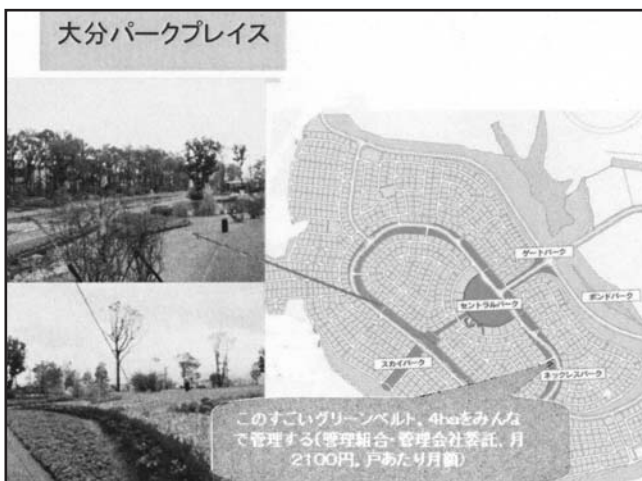 大分パークプレイス
ゲートパーク
ポンドパーク
セントラルパーク
スカイパーク
ネックレスパーク
このすごいグリーンベルト、4haをみんな
で管理する(管理組合・管理会社委託、月
2100円。戸あたり月額)